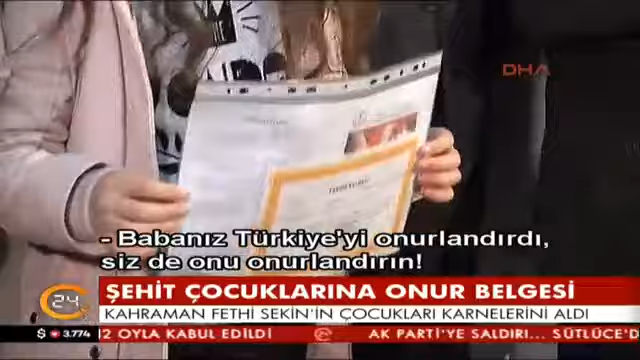 DHA
- Babanız Türkiye'yi onurlandırdı,
siz de onu onurlandırın!
24
ŞEHİT ÇOCUKLARINA ONUR BELGESİ
KAHRAMAN FETHİ SEKİN'İN ÇOCUKLARI KARNELERİNİ ALDI
$ 3.774 12 OYLA KABUL EDİLDİ AK PARTİ'YE SALDIRI... SÜTLÜCE'D